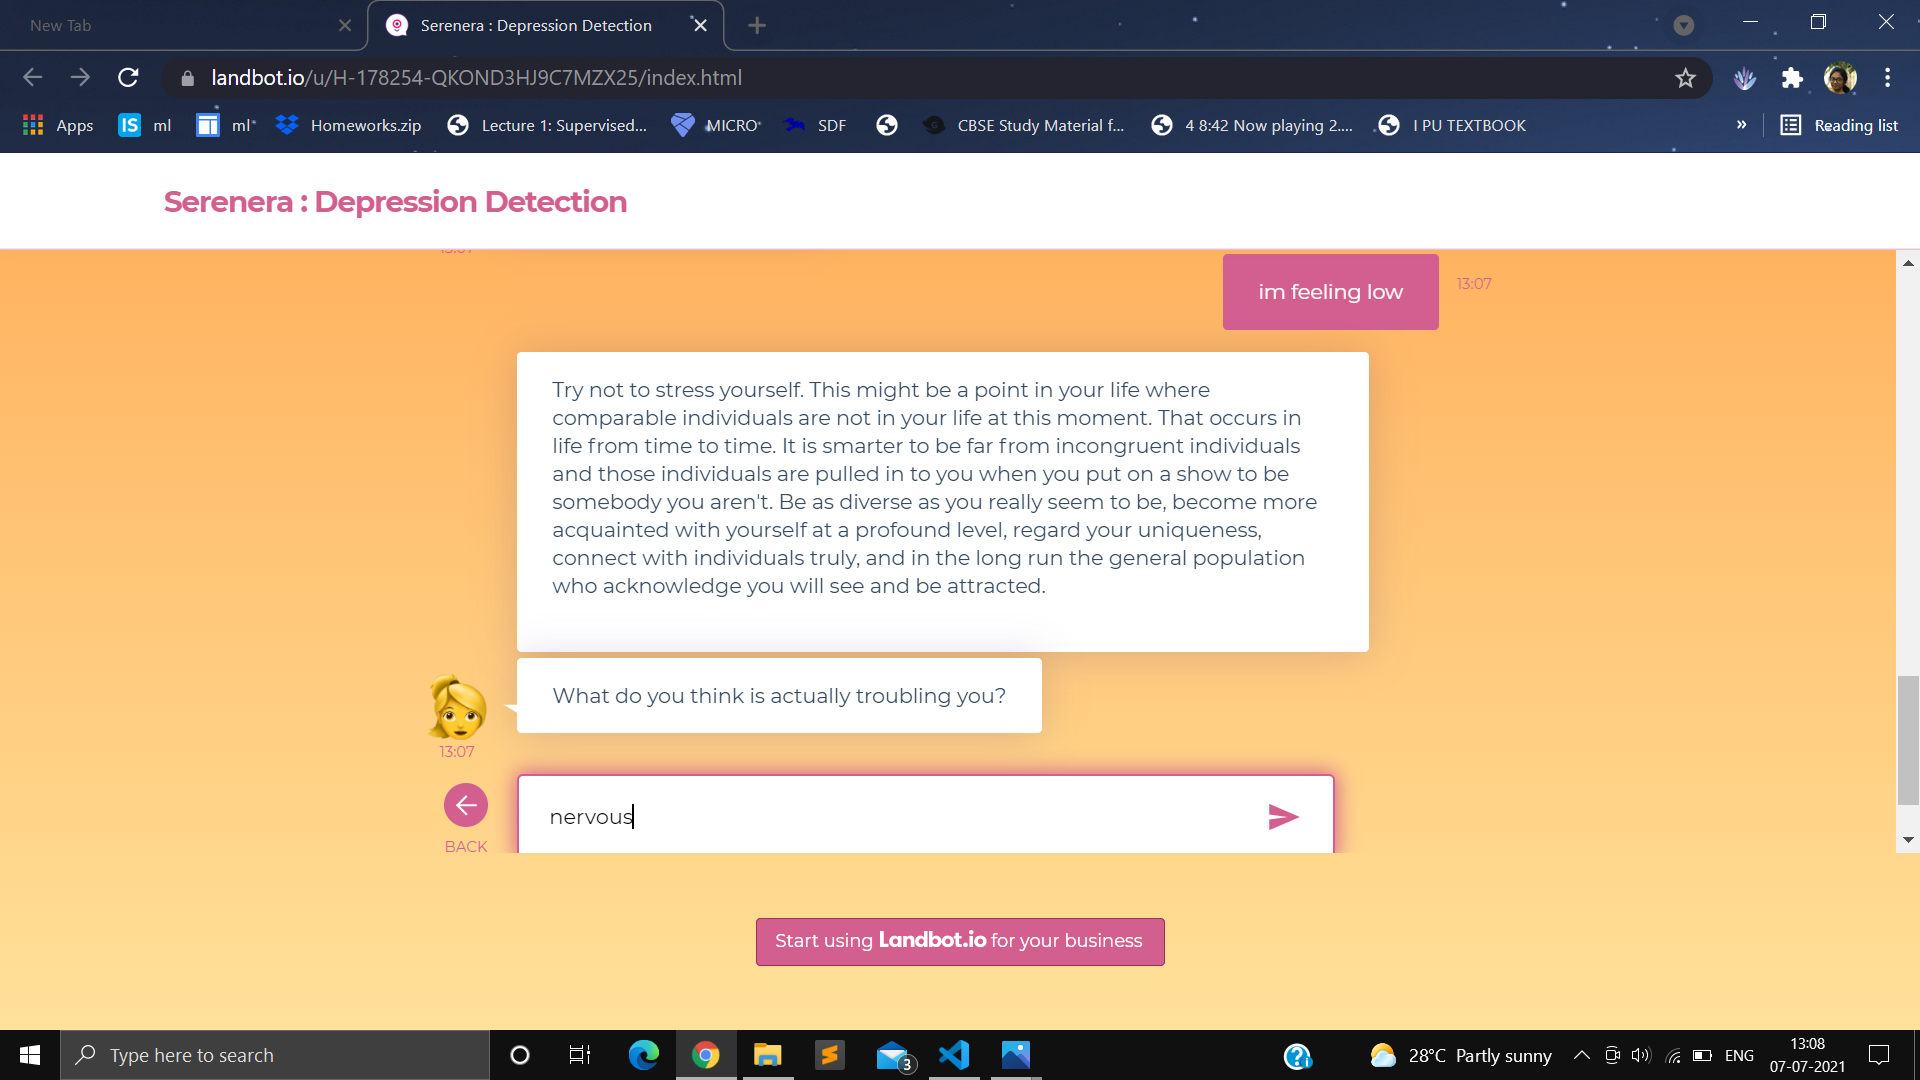 New Tab
Serenera : Depression Detection
landbot.io/u/H-178254-QKOND3HJ9C7MZX25/index.html
Apps
IS ml
ml
Homeworks.zip
Lecture 1: Supervised...
MICRO
SDF
CBSE Study Material f...
4 8:42 Now playing 2....
I PU TEXTBOOK
»
Reading list
Serenera : Depression Detection
13:07
im feeling low
13:07
Try not to stress yourself. This might be a point in your life where
comparable individuals are not in your life at this moment. That occurs in
life from time to time. It is smarter to be far from incongruent individuals
and those individuals are pulled in to you when you put on a show to be
somebody you aren't. Be as diverse as you really seem to be, become more
acquainted with yourself at a profound level, regard your uniqueness,
connect with individuals truly, and in the long run the general population
who acknowledge you will see and be attracted.
What do you think is actually troubling you?
13:07
nervous
BACK
Start using Landbot.io for your business
Type here to search
3
28°C Partly sunny
ENG
13:08
07-07-2021